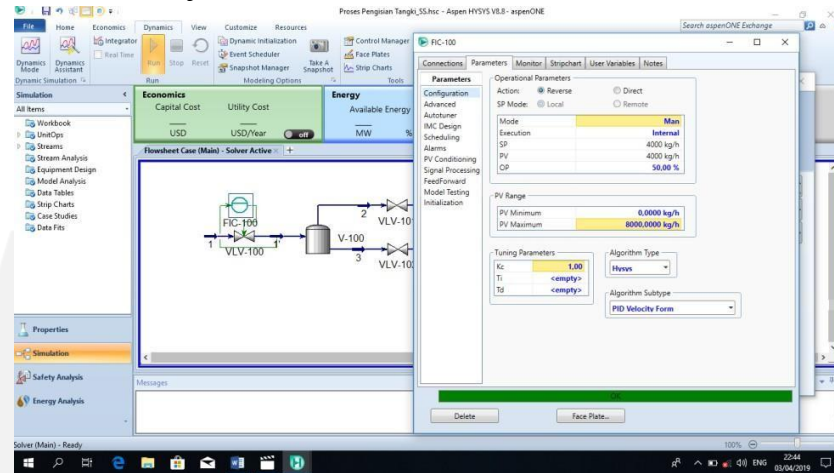 Proses Pengisian Tangki_SS.hsc - Aspen HYSYS V8.8 - aspenONE
File Home Economics Dynamics View Customize Resources
Search aspenONE Exchange
Dynamics Mode
Dynamics Assistant
Integrator
Real Time
Run Stop Reset
Dynamic Initialization
Event Scheduler
Snapshot Manager
Take A Snapshot
Control Manager
Face Plates
Strip Charts
Dynamic Simulation
Run
Modeling Options
Tools
Simulation
All Items
Workbook
UnitOps
Streams
Stream Analysis
Equipment Design
Model Analysis
Data Tables
Strip Charts
Case Studies
Data Fits
Properties
Simulation
Safety Analysis
Energy Analysis
Economics
Capital Cost Utility Cost
USD USD/Year off
Energy
Available Energy
MW %
Flowsheet Case (Main) - Solver Active × +
FIC-100
1
VLV-100
1'
V-100
2
VLV-10
3
VLV-10
Messages
FIC-100
Connections Parameters Monitor Stripchart User Variables Notes
Parameters
Configuration
Advanced
Autotuner
IMC Design
Scheduling
Alarms
PV Conditioning
Signal Processing
FeedForward
Model Testing
Initialization
Operational Parameters
Action: Reverse Direct
SP Mode: Local Remote
Mode Man
Execution Internal
SP 4000 kg/h
PV 4000 kg/h
OP 50,00 %
PV Range
PV Minimum 0,0000 kg/h
PV Maximum 8000,0000 kg/h
Tuning Parameters
Kc 1,00
Ti <empty>
Td <empty>
Algorithm Type
Hysys
Algorithm Subtype
PID Velocity Form
OK
Delete Face Plate...
Solver (Main) - Ready
100%
ENG
22:44
03/04/2019